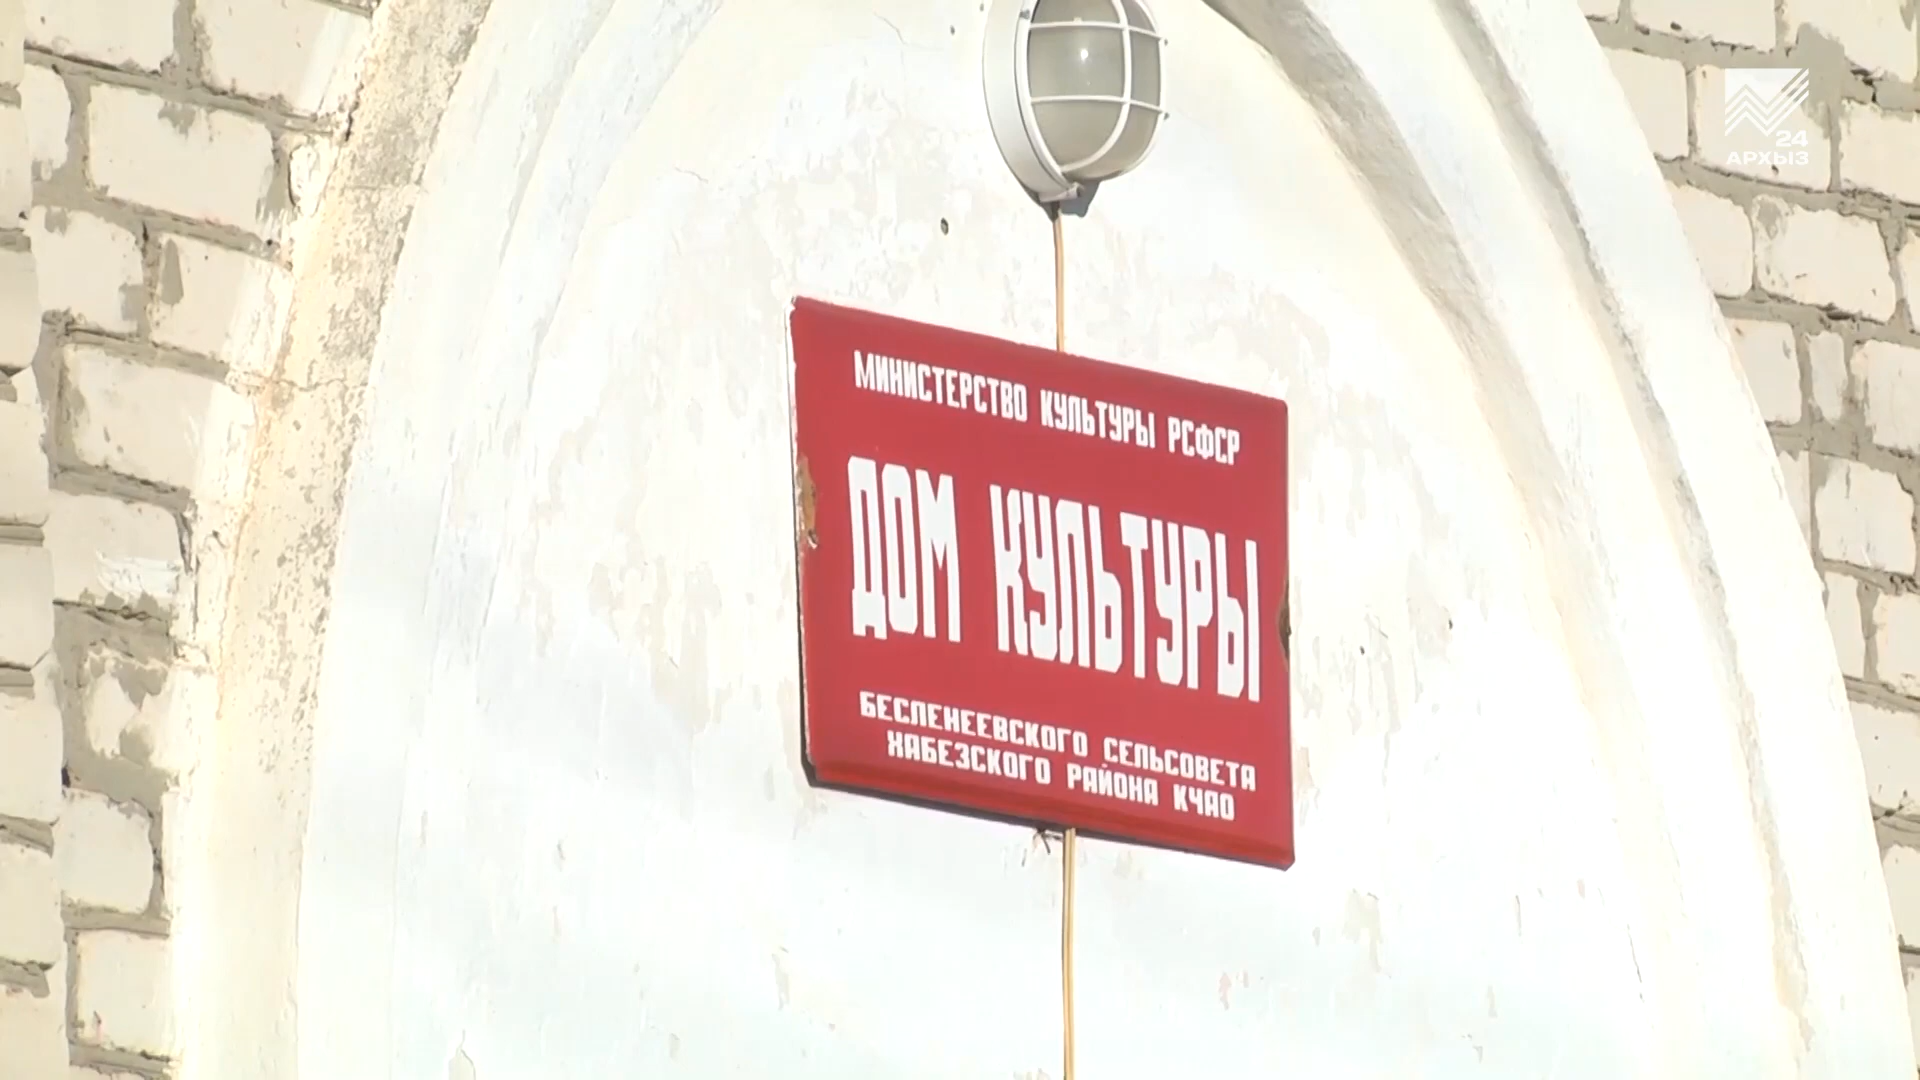 24
АРХЫЗ
МИНИСТЕРСТВО КУЛЬТУРЫ РСФСР
ДОМ КУЛЬТУРЫ
БЕСЛЕНЕЕВСКОГО СЕЛЬСОВЕТА
ХАБЕЗСКОГО РАЙОНА КЧАО